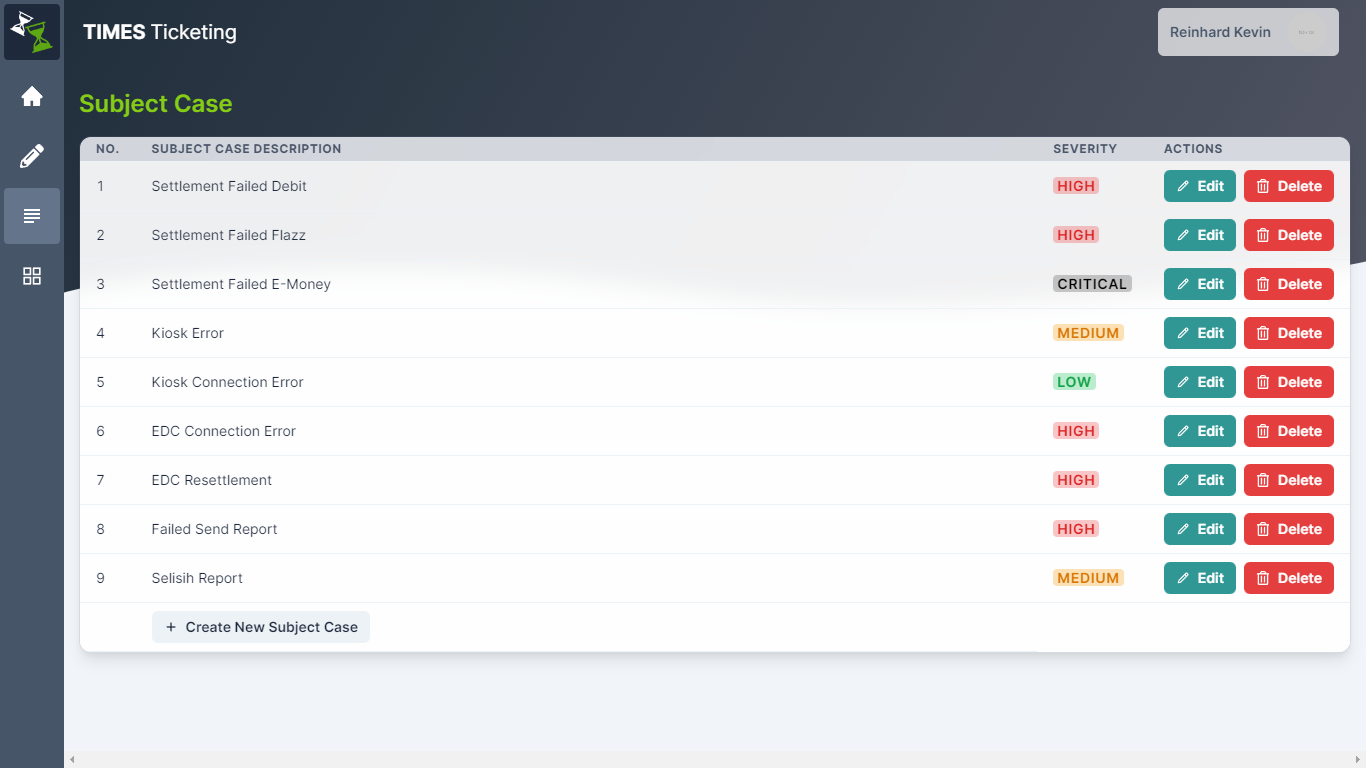 TIMES Ticketing
Reinhard Kevin
Subject Case
NO. SUBJECT CASE DESCRIPTION SEVERITY ACTIONS
1 Settlement Failed Debit HIGH Edit Delete
2 Settlement Failed Flazz HIGH Edit Delete
3 Settlement Failed E-Money CRITICAL Edit Delete
4 Kiosk Error MEDIUM Edit Delete
5 Kiosk Connection Error LOW Edit Delete
6 EDC Connection Error HIGH Edit Delete
7 EDC Resettlement HIGH Edit Delete
8 Failed Send Report HIGH Edit Delete
9 Selisih Report MEDIUM Edit Delete
+ Create New Subject Case